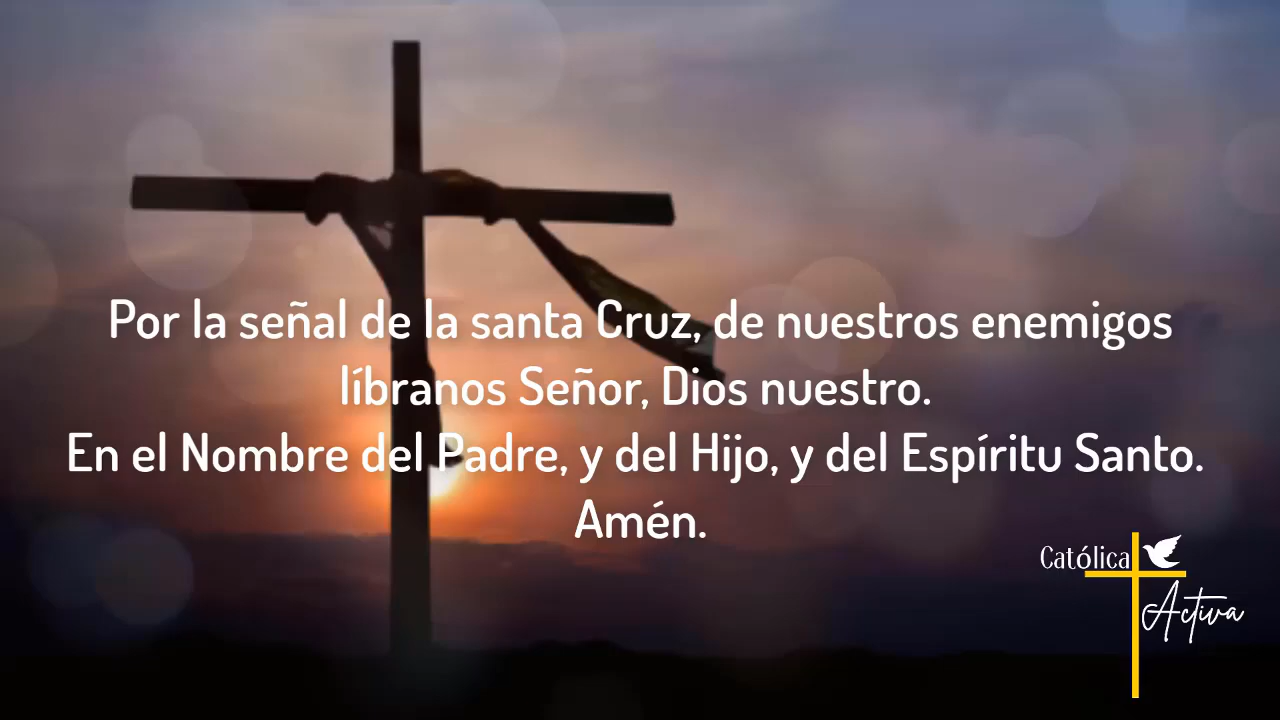 Por la señal de la santa Cruz, de nuestros enemigos
líbranos Señor, Dios nuestro.
En el Nombre del Padre, y del Hijo, y del Espíritu Santo.
Amén.
Católica
Activa